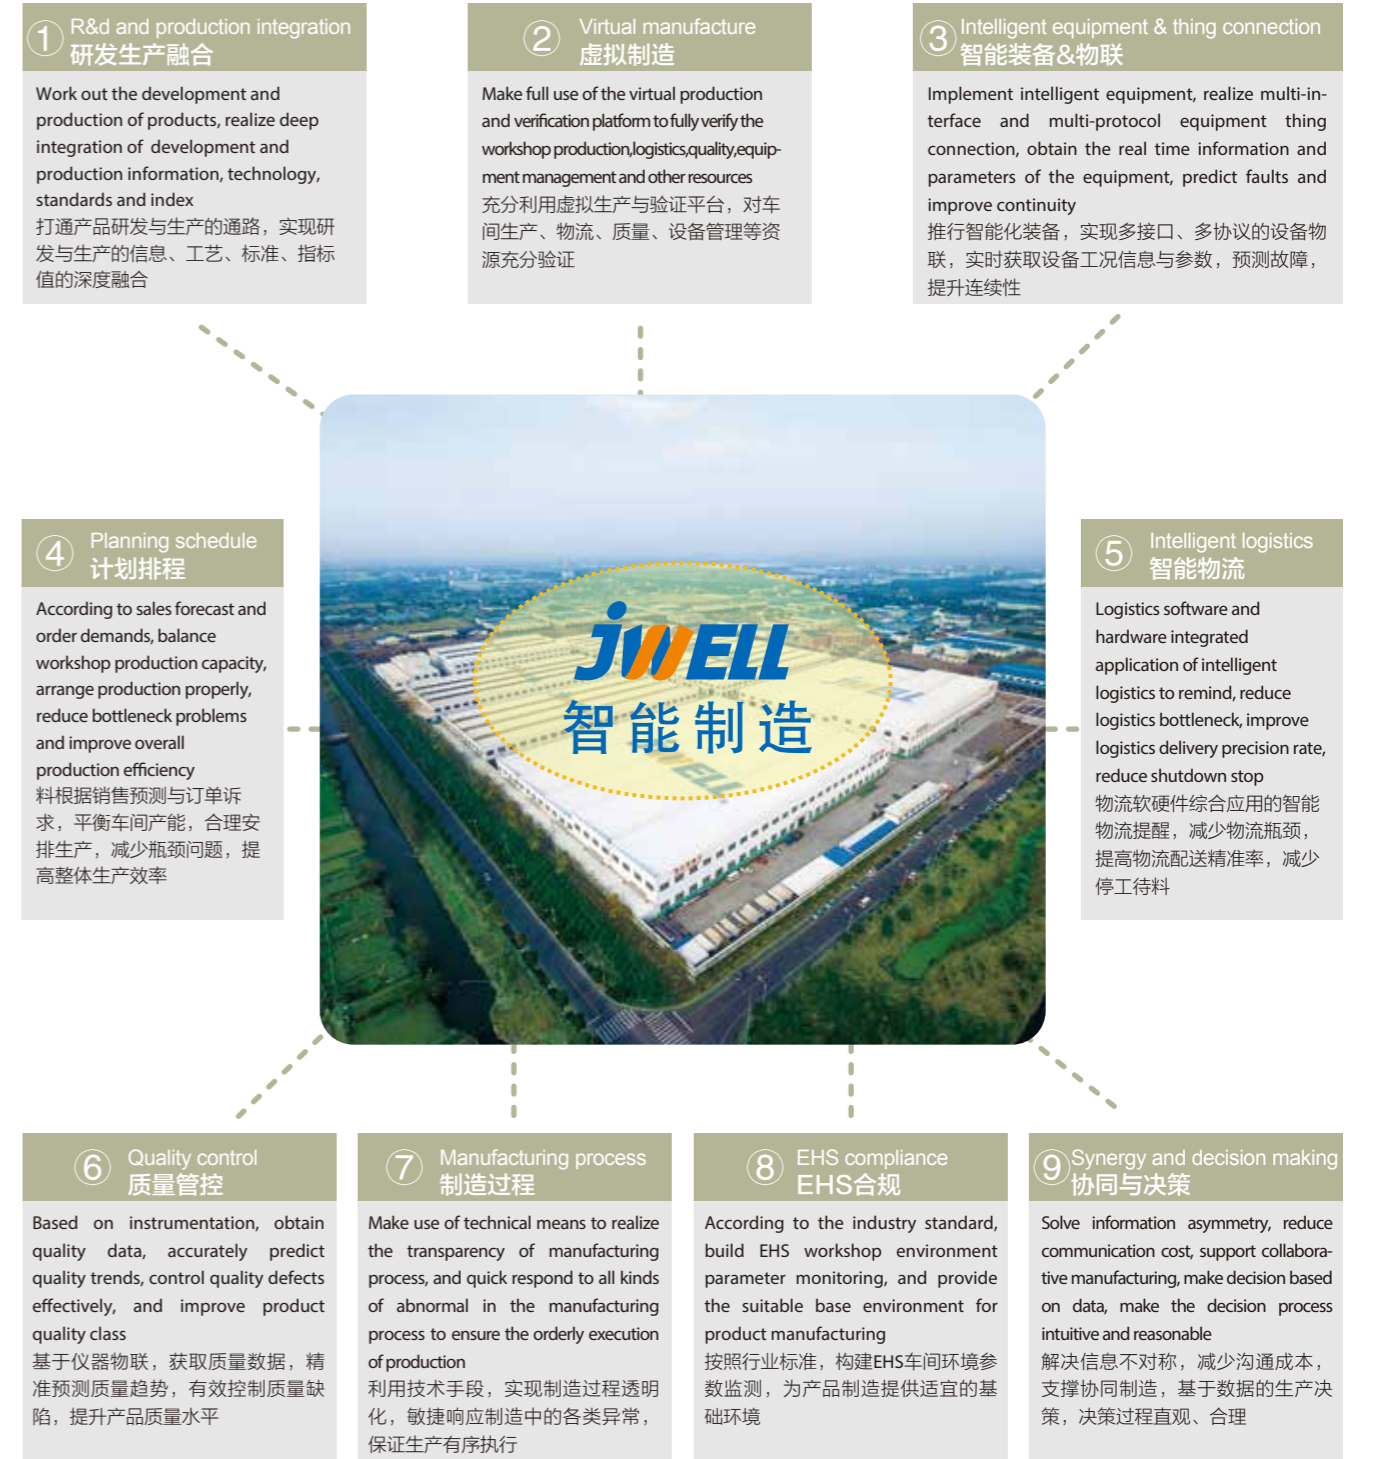 ① R&d and production integration
研发生产融合
Work out the development and
production of products, realize deep
integration of development and
production information, technology,
standards and index
打通产品研发与生产的通路，实现研
发与生产的信息、工艺、标准、指标
值的深度融合
② Virtual manufacture
虚拟制造
Make full use of the virtual production
and verification platform to fully verify the
workshop production,logistics,quality,equip-
ment management and other resources
充分利用虚拟生产与验证平台，对车
间生产、物流、质量、设备管理等资
源充分验证
③ Intelligent equipment & thing connection
智能装备&物联
Implement intelligent equipment, realize multi-in-
terface and multi-protocol equipment thing
connection, obtain the real time information and
parameters of the equipment, predict faults and
improve continuity
推行智能化装备，实现多接口、多协议的设备物
联，实时获取设备工况信息与参数，预测故障，
提升连续性
④ Planning schedule
计划排程
According to sales forecast and
order demands, balance
workshop production capacity,
arrange production properly,
reduce bottleneck problems
and improve overall
production efficiency
料根据销售预测与订单诉
求，平衡车间产能，合理安
排生产，减少瓶颈问题，提
高整体生产效率
JWELL
智能制造
JWELL
⑤ Intelligent logistics
智能物流
Logistics software and
hardware integrated
application of intelligent
logistics to remind, reduce
logistics bottleneck, improve
logistics delivery precision rate,
reduce shutdown stop
物流软硬件综合应用的智能
物流提醒，减少物流瓶颈，
提高物流配送精准率，减少
停工待料
⑥ Quality control
质量管控
Based on instrumentation, obtain
quality data, accurately predict
quality trends, control quality defects
effectively, and improve product
quality class
基于仪器物联，获取质量数据，精
准预测质量趋势，有效控制质量缺
陷，提升产品质量水平
⑦ Manufacturing process
制造过程
Make use of technical means to realize
the transparency of manufacturing
process, and quick respond to all kinds
of abnormal in the manufacturing
process to ensure the orderly execution
of production
利用技术手段，实现制造过程透明
化，敏捷响应制造中的各类异常，
保证生产有序执行
⑧ EHS compliance
EHS合规
According to the industry standard,
build EHS workshop environment
parameter monitoring, and provide
the suitable base environment for
product manufacturing
按照行业标准，构建EHS车间环境参
数监测，为产品制造提供适宜的基
础环境
⑨ Synergy and decision making
协同与决策
Solve information asymmetry, reduce
communication cost, support collabora-
tive manufacturing, make decision based
on data, make the decision process
intuitive and reasonable
解决信息不对称，减少沟通成本，
支撑协同制造，基于数据的生产决
策，决策过程直观、合理